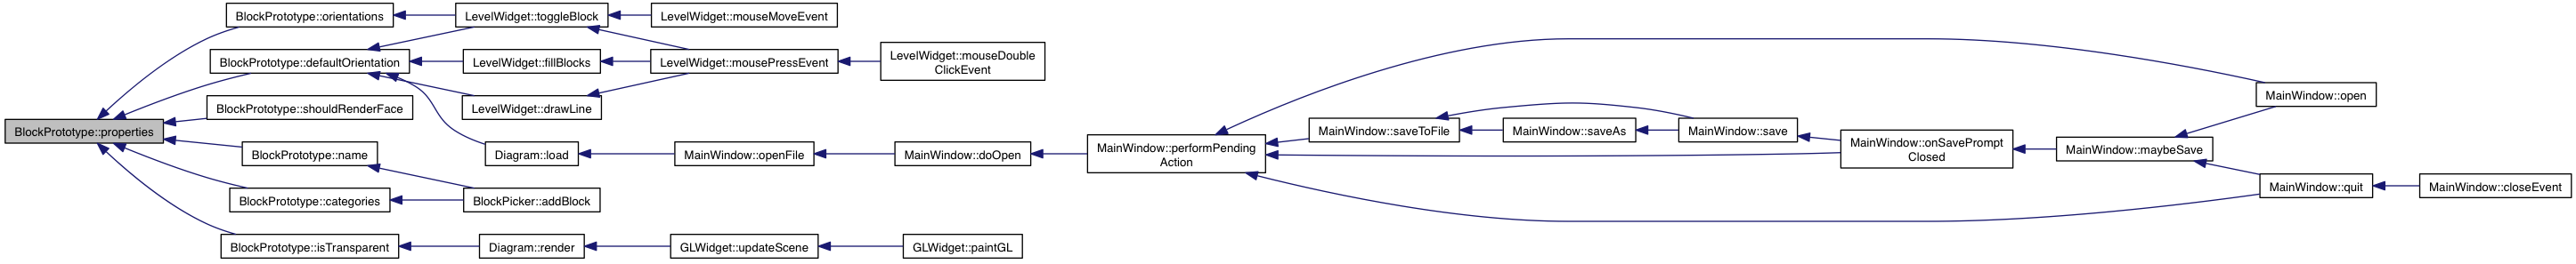 BlockPrototype::properties
BlockPrototype::orientations
BlockPrototype::defaultOrientation
BlockPrototype::shouldRenderFace
BlockPrototype::name
BlockPrototype::categories
BlockPrototype::isTransparent
LevelWidget::toggleBlock
LevelWidget::fillBlocks
LevelWidget::drawLine
Diagram::load
BlockPicker::addBlock
Diagram::render
LevelWidget::mouseMoveEvent
LevelWidget::mousePressEvent
MainWindow::openFile
GLWidget::updateScene
LevelWidget::mouseDouble
ClickEvent
MainWindow::doOpen
GLWidget::paintGL
MainWindow::performPending
Action
MainWindow::saveToFile
MainWindow::saveAs
MainWindow::save
MainWindow::onSavePrompt
Closed
MainWindow::maybeSave
MainWindow::open
MainWindow::quit
MainWindow::closeEvent